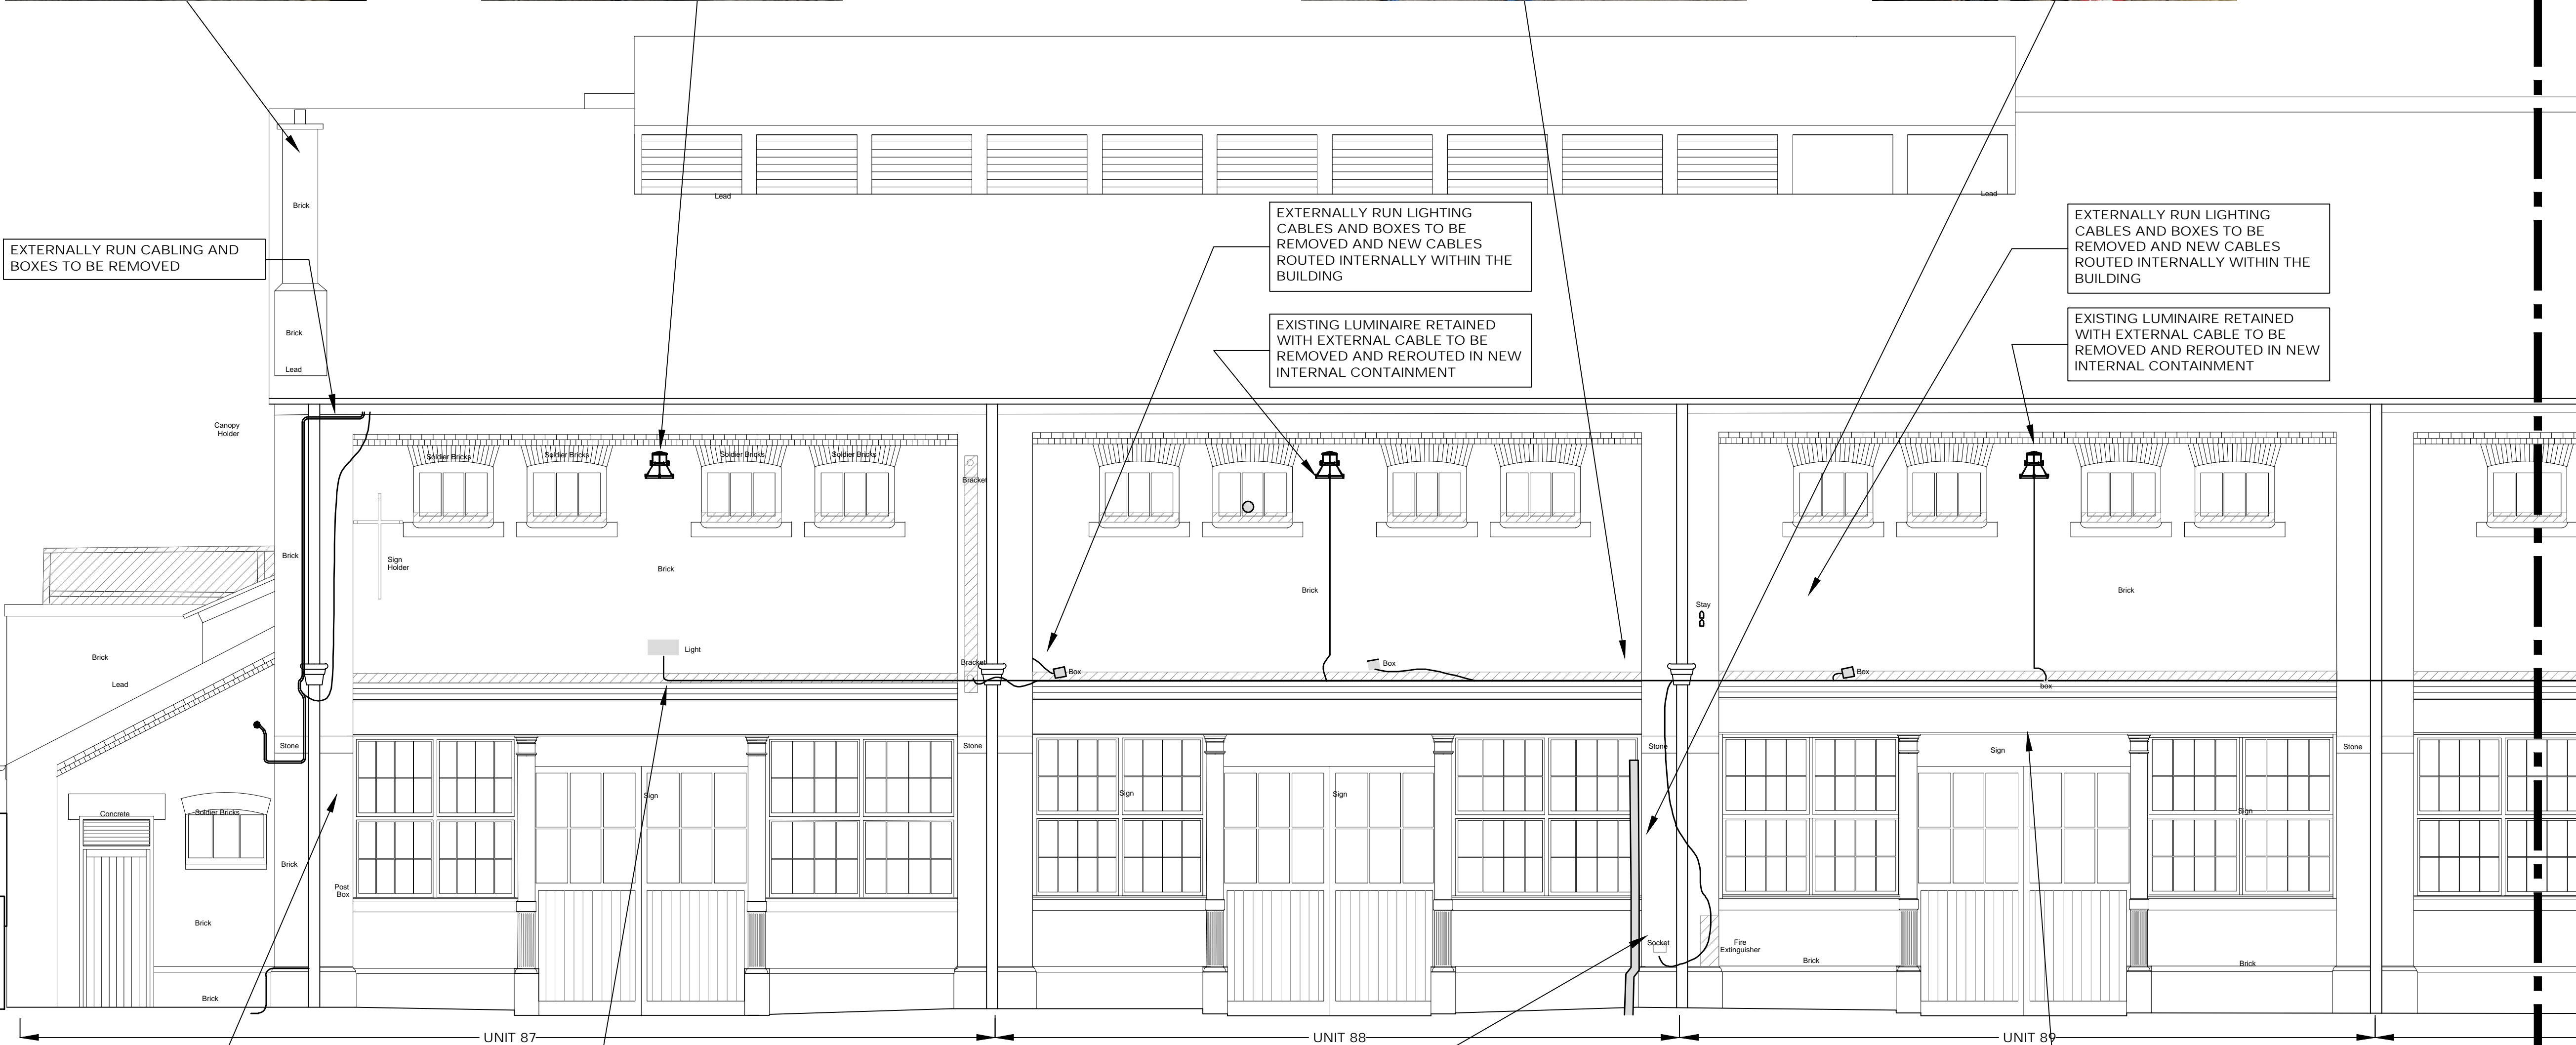 Lead
Lead
Brick
EXTERNALLY RUN CABLING AND
BOXES TO BE REMOVED
EXTERNALLY RUN LIGHTING
CABLES AND BOXES TO BE
REMOVED AND NEW CABLES
ROUTED INTERNALLY WITHIN THE
BUILDING
EXTERNALLY RUN LIGHTING
CABLES AND BOXES TO BE
REMOVED AND NEW CABLES
ROUTED INTERNALLY WITHIN THE
BUILDING
Brick
Lead
EXISTING LUMINAIRE RETAINED
WITH EXTERNAL CABLE TO BE
REMOVED AND REROUTED IN NEW
INTERNAL CONTAINMENT
EXISTING LUMINAIRE RETAINED
WITH EXTERNAL CABLE TO BE
REMOVED AND REROUTED IN NEW
INTERNAL CONTAINMENT
Canopy
Holder
Soldier Bricks
Soldier Bricks
Soldier Bricks
Soldier Bricks
Bracket
Brick
Sign
Holder
Brick
Brick
Brick
Stay
Brick
Lead
Light
Bracket
Box
Box
Box
box
Stone
Stone
Stone
Sign
Stone
Sign
Sign
Sign
Sign
Concrete
Soldier Bricks
Brick
Post
Box
Brick
Socket
Fire
Extinguisher
Brick
Brick
Brick
UNIT 87
UNIT 88
UNIT 89